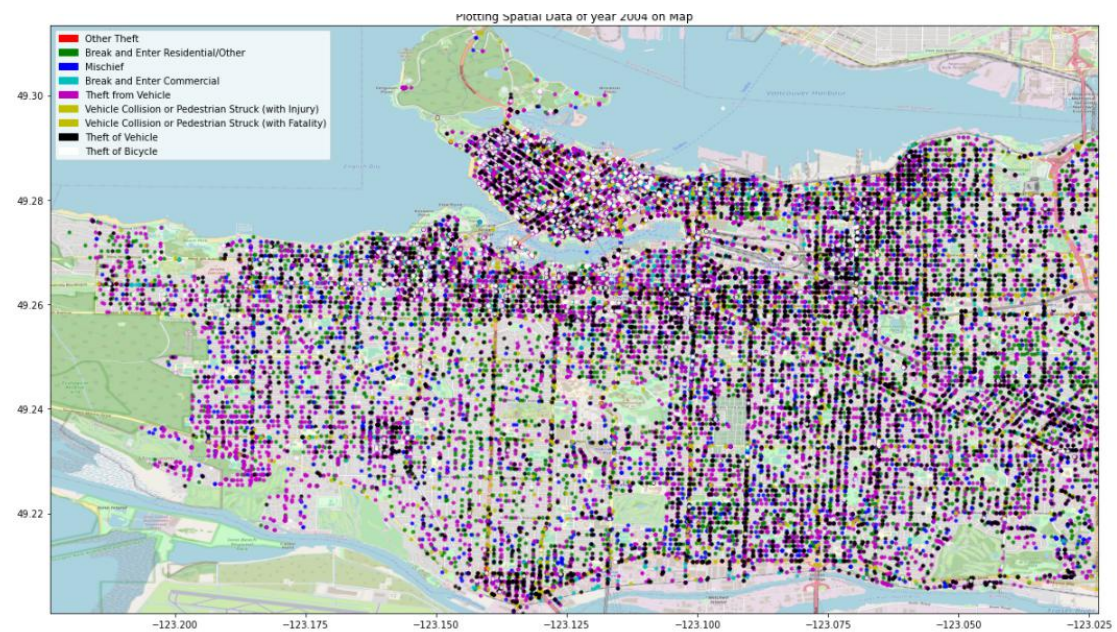 Plotting Spatial Data of year 2004 on Map
Other Theft
Break and Enter Residential/Other
Mischief
Break and Enter Commercial
Theft from Vehicle
Vehicle Collision or Pedestrian Struck (with Injury)
Vehicle Collision or Pedestrian Struck (with Fatality)
Theft of Vehicle
Theft of Bicycle
Vancouver Harbour
49.30
49.28
49.26
49.24
49.22
−123.200
−123.175
−123.150
−123.125
−123.100
−123.075
−123.050
−123.025